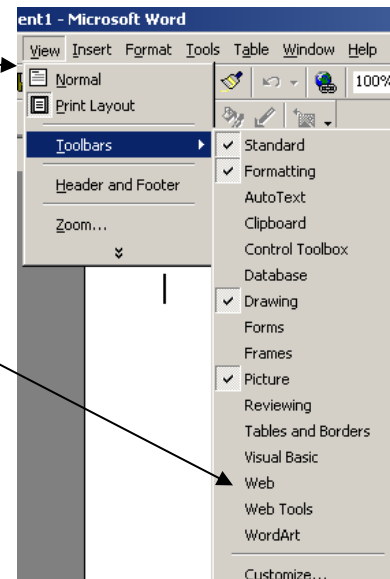 ent1 - Microsoft Word
View Insert Format Tools Table Window Help
Normal
100%
Print Layout
Toolbars
Header and Footer
Zoom...
Standard
Formatting
AutoText
Clipboard
Control Toolbox
Database
Drawing
Forms
Frames
Picture
Reviewing
Tables and Borders
Visual Basic
Web
Web Tools
WordArt
Customize...